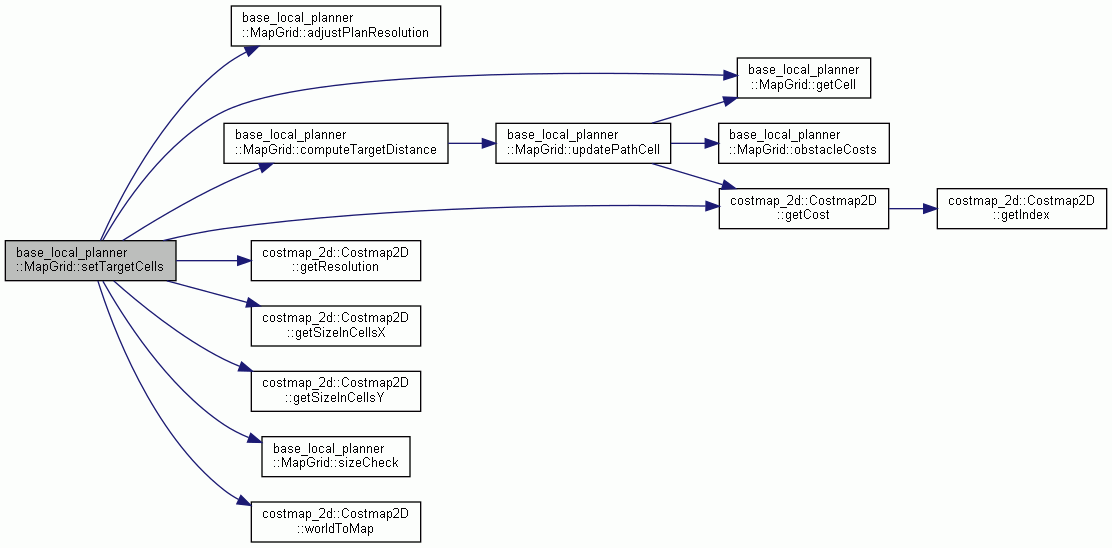 base_local_planner
::MapGrid::adjustPlanResolution
base_local_planner
::MapGrid::getCell
base_local_planner
::MapGrid::computeTargetDistance
base_local_planner
::MapGrid::updatePathCell
base_local_planner
::MapGrid::obstacleCosts
costmap_2d::Costmap2D
::getCost
costmap_2d::Costmap2D
::getIndex
base_local_planner
::MapGrid::setTargetCells
costmap_2d::Costmap2D
::getResolution
costmap_2d::Costmap2D
::getSizeInCellsX
costmap_2d::Costmap2D
::getSizeInCellsY
base_local_planner
::MapGrid::sizeCheck
costmap_2d::Costmap2D
::worldToMap